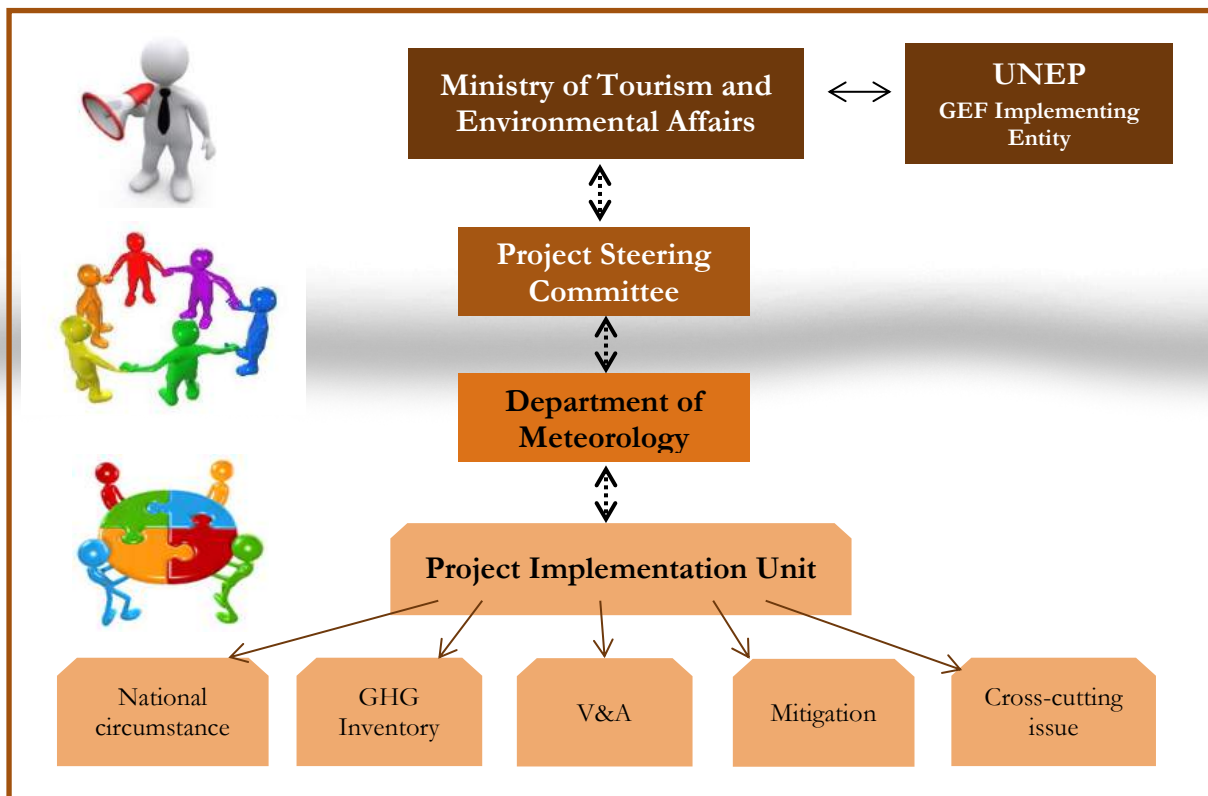 Ministry of Tourism and
Environmental Affairs
UNEP
GEF Implementing
Entity
Project Steering
Committee
Department of
Meteorology
Project Implementation Unit
National
circumstance
GHG
Inventory
V&A
Mitigation
Cross-cutting
issue